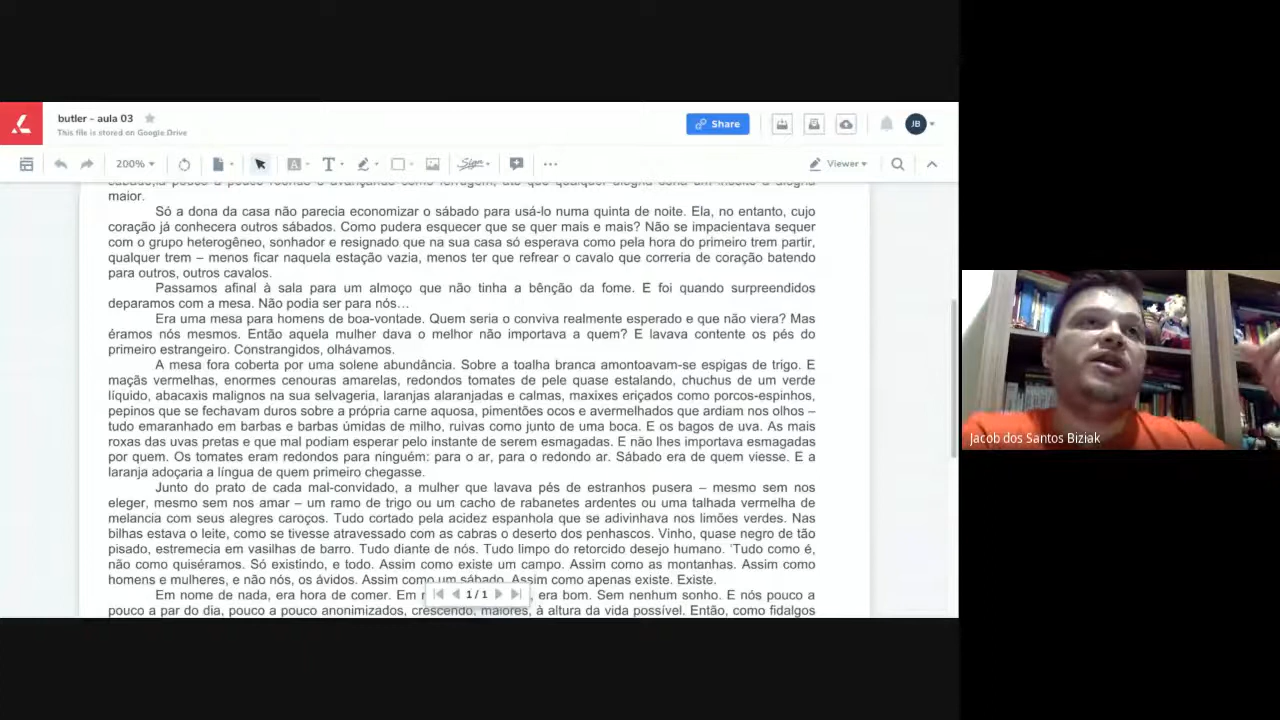 butler - aula 03
This file is stored on Google Drive
Share
JB
200%
T
Sign
Viewer
sábado,ia pouco a pouco roendo e avançando como ferrugem, até que qualquer alegria seria um insulto à alegria
maior.
Só a dona da casa não parecia economizar o sábado para usá-lo numa quinta de noite. Ela, no entanto, cujo
coração já conhecera outros sábados. Como pudera esquecer que se quer mais e mais? Não se impacientava sequer
com o grupo heterogêneo, sonhador e resignado que na sua casa só esperava como pela hora do primeiro trem partir,
qualquer trem – menos ficar naquela estação vazia, menos ter que refrear o cavalo que correria de coração batendo
para outros, outros cavalos.
Passamos afinal à sala para um almoço que não tinha a bênção da fome. E foi quando surpreendidos
deparamos com a mesa. Não podia ser para nós…
Era uma mesa para homens de boa-vontade. Quem seria o conviva realmente esperado e que não viera? Mas
éramos nós mesmos. Então aquela mulher dava o melhor não importava a quem? E lavava contente os pés do
primeiro estrangeiro. Constrangidos, olhávamos.
A mesa fora coberta por uma solene abundância. Sobre a toalha branca amontoavam-se espigas de trigo. E
maçãs vermelhas, enormes cenouras amarelas, redondos tomates de pele quase estalando, chuchus de um verde
líquido, abacaxis malignos na sua selvageria, laranjas alaranjadas e calmas, maxixes eriçados como porcos-espinhos,
pepinos que se fechavam duros sobre a própria carne aquosa, pimentões ocos e avermelhados que ardiam nos olhos –
tudo emaranhado em barbas e barbas úmidas de milho, ruivas como junto de uma boca. E os bagos de uva. As mais
roxas das uvas pretas e que mal podiam esperar pelo instante de serem esmagadas. E não lhes importava esmagadas
por quem. Os tomates eram redondos para ninguém: para o ar, para o redondo ar. Sábado era de quem viesse. E a
laranja adoçaria a língua de quem primeiro chegasse.
Junto do prato de cada mal-convidado, a mulher que lavava pés de estranhos pusera – mesmo sem nos
eleger, mesmo sem nos amar – um ramo de trigo ou um cacho de rabanetes ardentes ou uma talhada vermelha de
melancia com seus alegres caroços. Tudo cortado pela acidez espanhola que se adivinhava nos limões verdes. Nas
bilhas estava o leite, como se tivesse atravessado com as cabras o deserto dos penhascos. Vinho, quase negro de tão
pisado, estremecia em vasilhas de barro. Tudo diante de nós. Tudo limpo do retorcido desejo humano. 'Tudo como é,
não como quiséramos. Só existindo, e todo. Assim como existe um campo. Assim como as montanhas. Assim como
homens e mulheres, e não nós, os ávidos. Assim como um sábado. Assim como apenas existe. Existe.
Em nome de nada, era hora de comer. Em era bom. Sem nenhum sonho. E nós pouco a
1 / 1
pouco a par do dia, pouco a pouco anonimizados, crescendo, maiores, à altura da vida possível. Então, como fidalgos
Jacob dos Santos Biziak